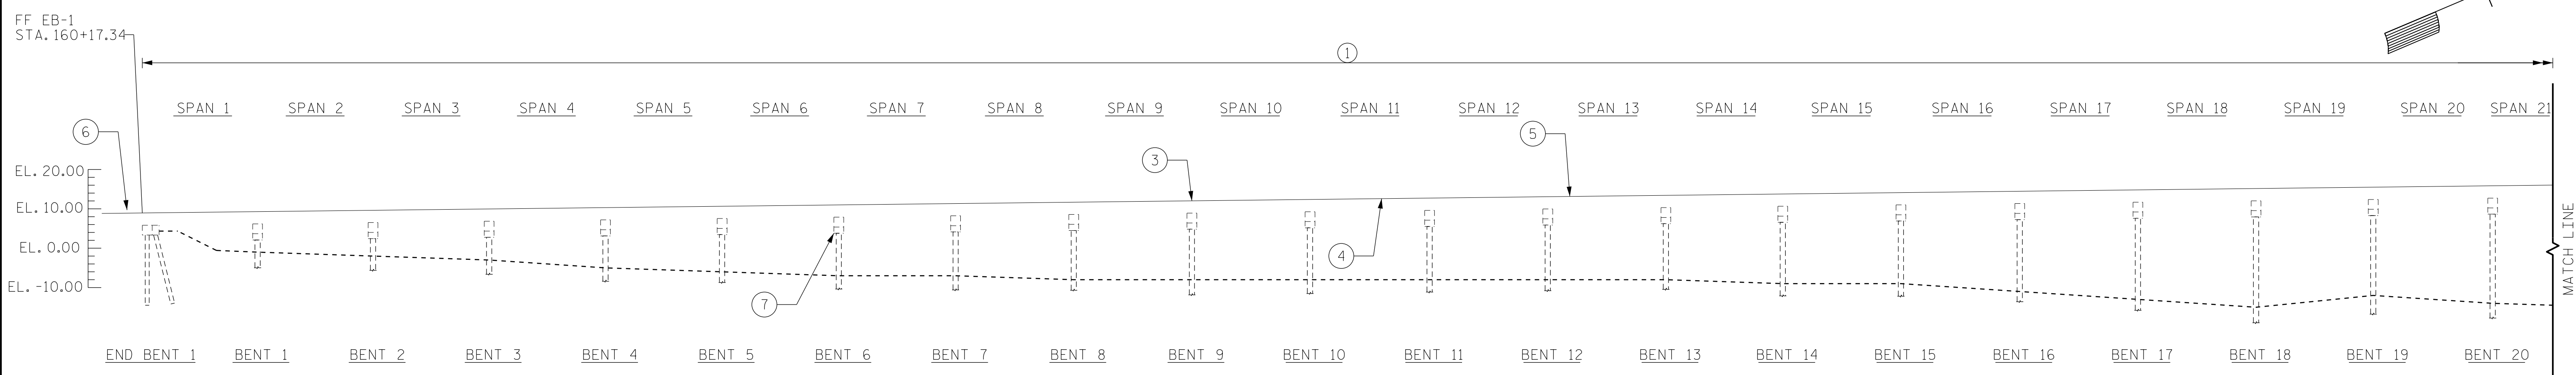 FF EB-1
STA. 160+17.34
1
SPAN 1 SPAN 2 SPAN 3 SPAN 4 SPAN 5 SPAN 6 SPAN 7 SPAN 8 SPAN 9 SPAN 10 SPAN 11 SPAN 12 SPAN 13 SPAN 14 SPAN 15 SPAN 16 SPAN 17 SPAN 18 SPAN 19 SPAN 20 SPAN 21
6
5
3
EL. 20.00
EL. 10.00
EL. 0.00
EL. -10.00
4
7
MATCH LINE
END BENT 1 BENT 1 BENT 2 BENT 3 BENT 4 BENT 5 BENT 6 BENT 7 BENT 8 BENT 9 BENT 10 BENT 11 BENT 12 BENT 13 BENT 14 BENT 15 BENT 16 BENT 17 BENT 18 BENT 19 BENT 20